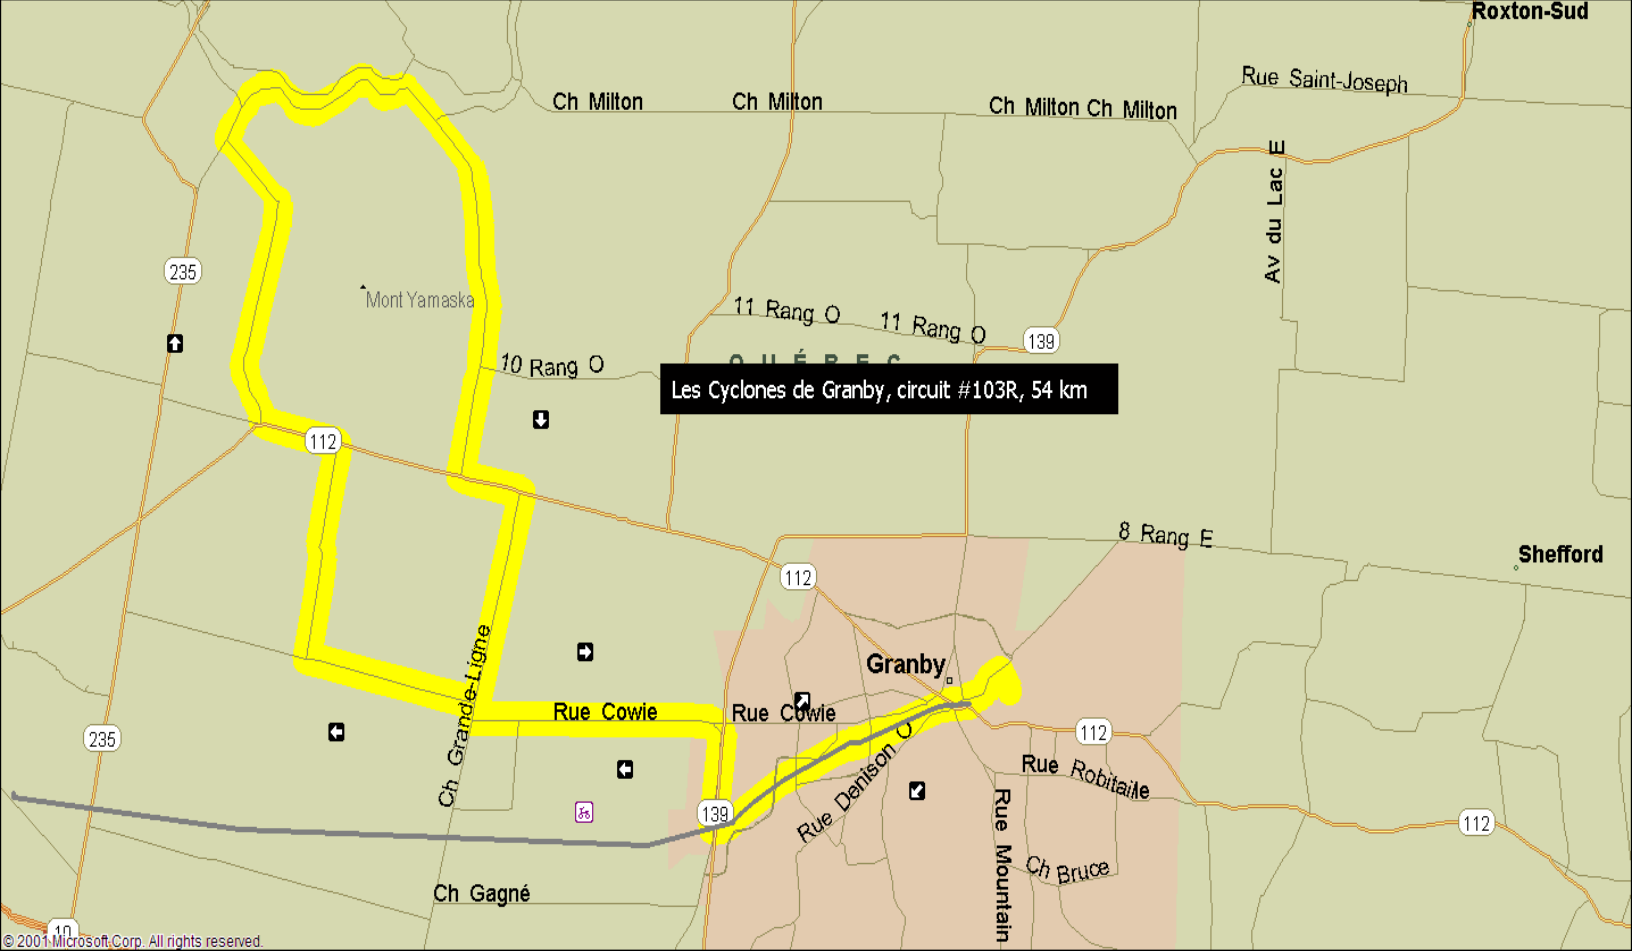 Roxton-Sud
Rue Saint-Joseph
Ch Milton
Ch Milton
Ch Milton Ch Milton
Av du Lac E
235
Mont Yamaska
11 Rang O
11 Rang O
139
10 Rang O
QUÉBEC
Les Cyclones de Granby, circuit #103R, 54 km
112
8 Rang E
Shefford
112
Granby
Ch Grande-Ligne
Rue Cowie
Rue Cowie
235
112
Rue Denison O
Rue Robitaille
139
112
Rue Mountain
Ch Bruce
Ch Gagné
10
© 2001 Microsoft Corp. All rights reserved.